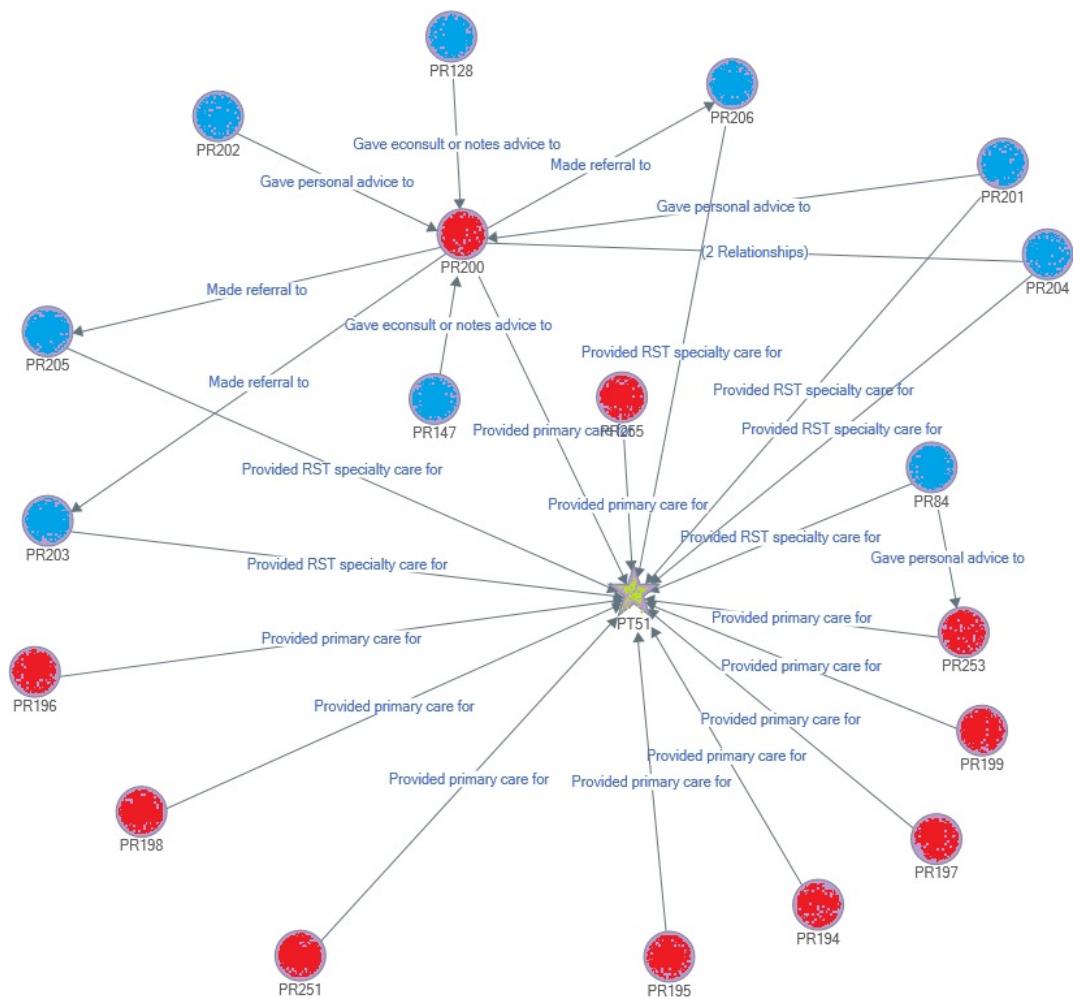 PR128
PR206
PR202
Gave econsult or notes advice to
Made referral to
Gave personal advice to
PR201
Gave personal advice to
PR200
(2 Relationships)
PR204
Made referral to
Gave econsult or notes advice to
Provided RST specialty care for
PR205
Made referral to
Provided RST specialty care for
PR147
Provided primary care for
PR255
Provided RST specialty care for
Provided RST specialty care for
PR84
Provided primary care for
Provided RST specialty care for
PR203
Gave personal advice to
Provided RST specialty care for
Provided primary care for
PT51
Provided primary care for
PR253
PR196
Provided primary care for
Provided primary care for
Provided primary care for
PR199
Provided primary care for
Provided primary care for
Provided primary care for
PR198
PR197
PR194
PR251
PR195